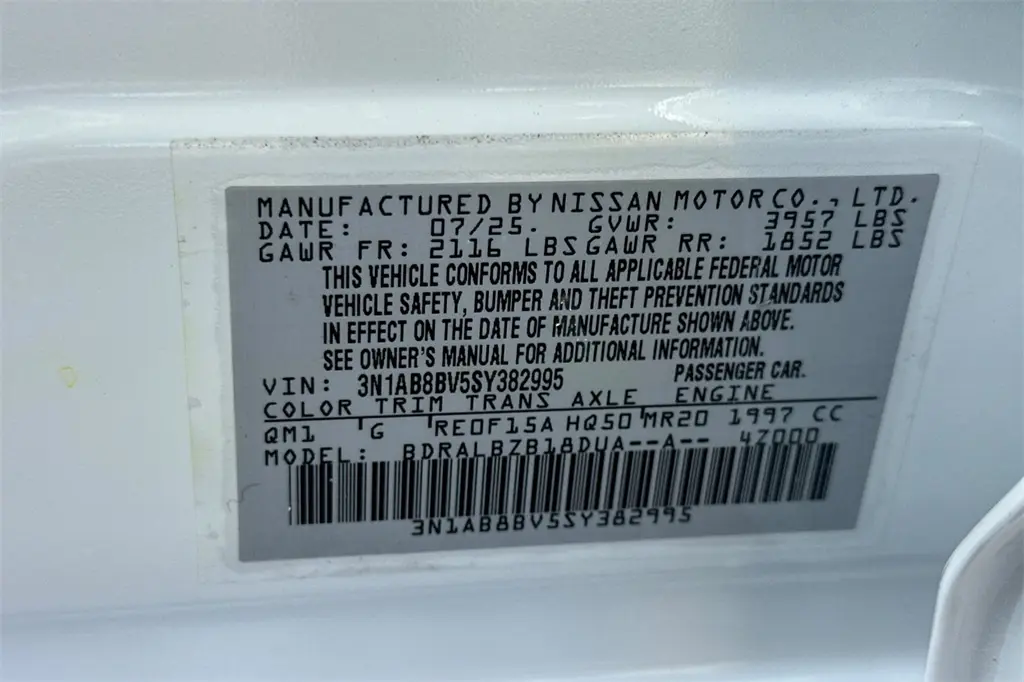 MANUFACTURED BY NISSAN MOTOR CO., LTD.
DATE: 07/25. GVWR: 3957 LBS
GAWR FR: 2116 LBS GAWR RR: 1852 LBS
THIS VEHICLE CONFORMS TO ALL APPLICABLE FEDERAL MOTOR
VEHICLE SAFETY, BUMPER AND THEFT PREVENTION STANDARDS
IN EFFECT ON THE DATE OF MANUFACTURE SHOWN ABOVE.
SEE OWNER'S MANUAL FOR ADDITIONAL INFORMATION.
VIN: 3N1AB8BV5SY382995 PASSENGER CAR.
COLOR TRIM TRANS AXLE ENGINE
QM1 G RE0F15A HQ50 MR20 1997 CC
MODEL: BDRALBZB18DUA--A-- 4Z000
3N1AB8BV5SY382995